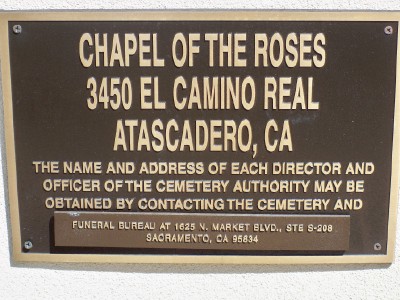 CHAPEL OF THE ROSES
3450 EL CAMINO REAL
ATASCADERO, CA
THE NAME AND ADDRESS OF EACH DIRECTOR AND
OFFICER OF THE CEMETERY AUTHORITY MAY BE
OBTAINED BY CONTACTING THE CEMETERY AND
FUNERAL BUREAU AT 1625 N. MARKET BLVD., STE S-208
SACRAMENTO, CA 95834